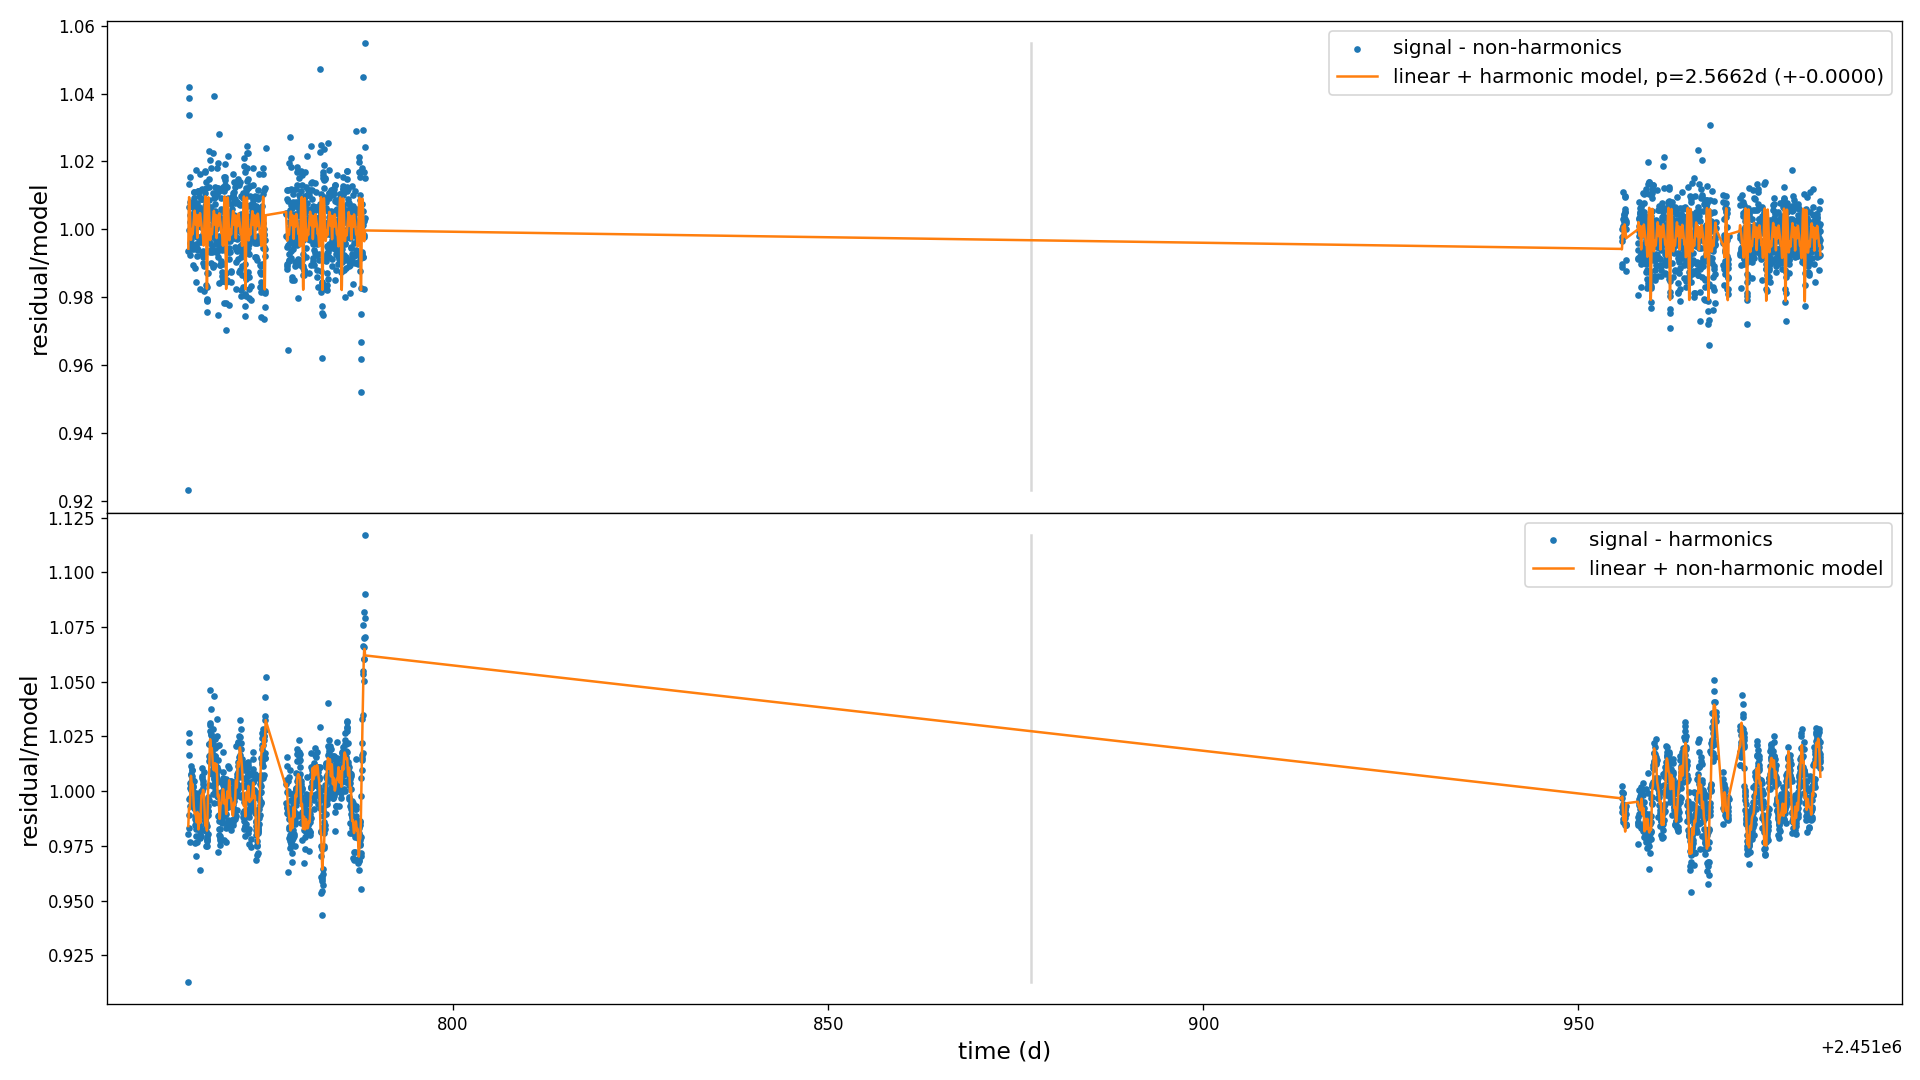 1.06
1.04
1.02
1.00
0.98
0.96
0.94
0.92
residual/model
signal - non-harmonics
linear + harmonic model, p=2.5662d (+-0.0000)
1.125
1.100
1.075
1.050
1.025
1.000
0.975
0.950
0.925
residual/model
signal - harmonics
linear + non-harmonic model
800
850
900
950
time (d)
+2.451e6